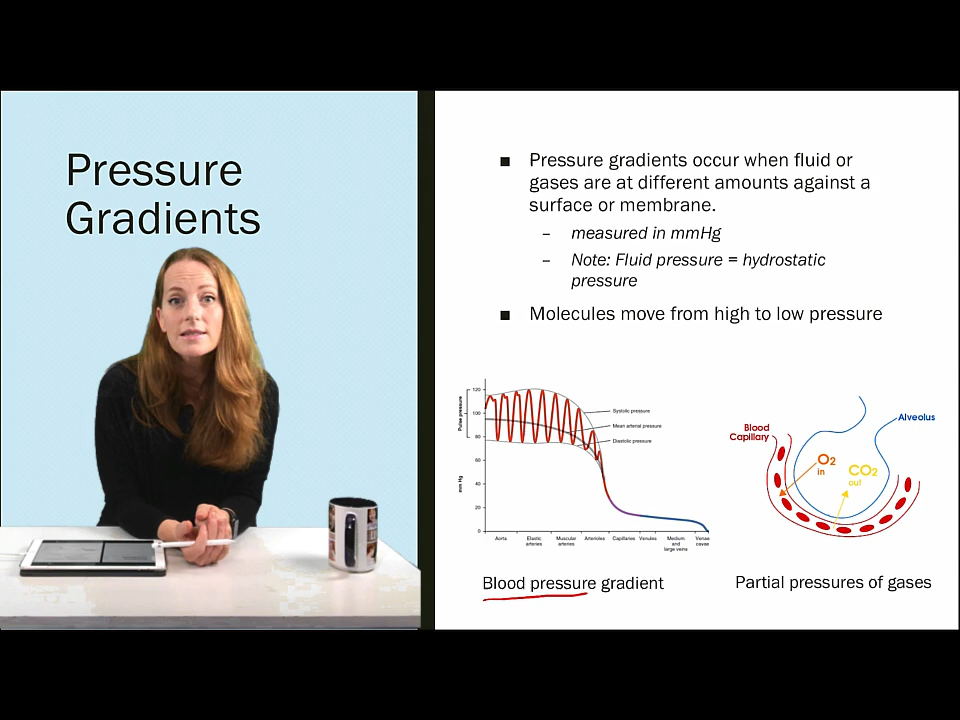 Pressure
Gradients
■ Pressure gradients occur when fluid or
gases are at different amounts against a
surface or membrane.
– measured in mmHg
– Note: Fluid pressure = hydrostatic
pressure
■ Molecules move from high to low pressure
Pulse pressure
mm Hg
120
100
80
60
40
20
0
Systolic pressure
Mean arterial pressure
Diastolic pressure
Aorta
Elastic
arteries
Muscular
arteries
Arterioles
Capillaries
Venules
Medium
and
large veins
Venae
cavae
Blood pressure gradient
Alveolus
Blood
Capillary
O2
in
CO2
out
Partial pressures of gases